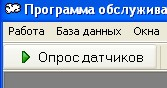 Программа обслужива
Работа База данных Окна
Опрос датчиков